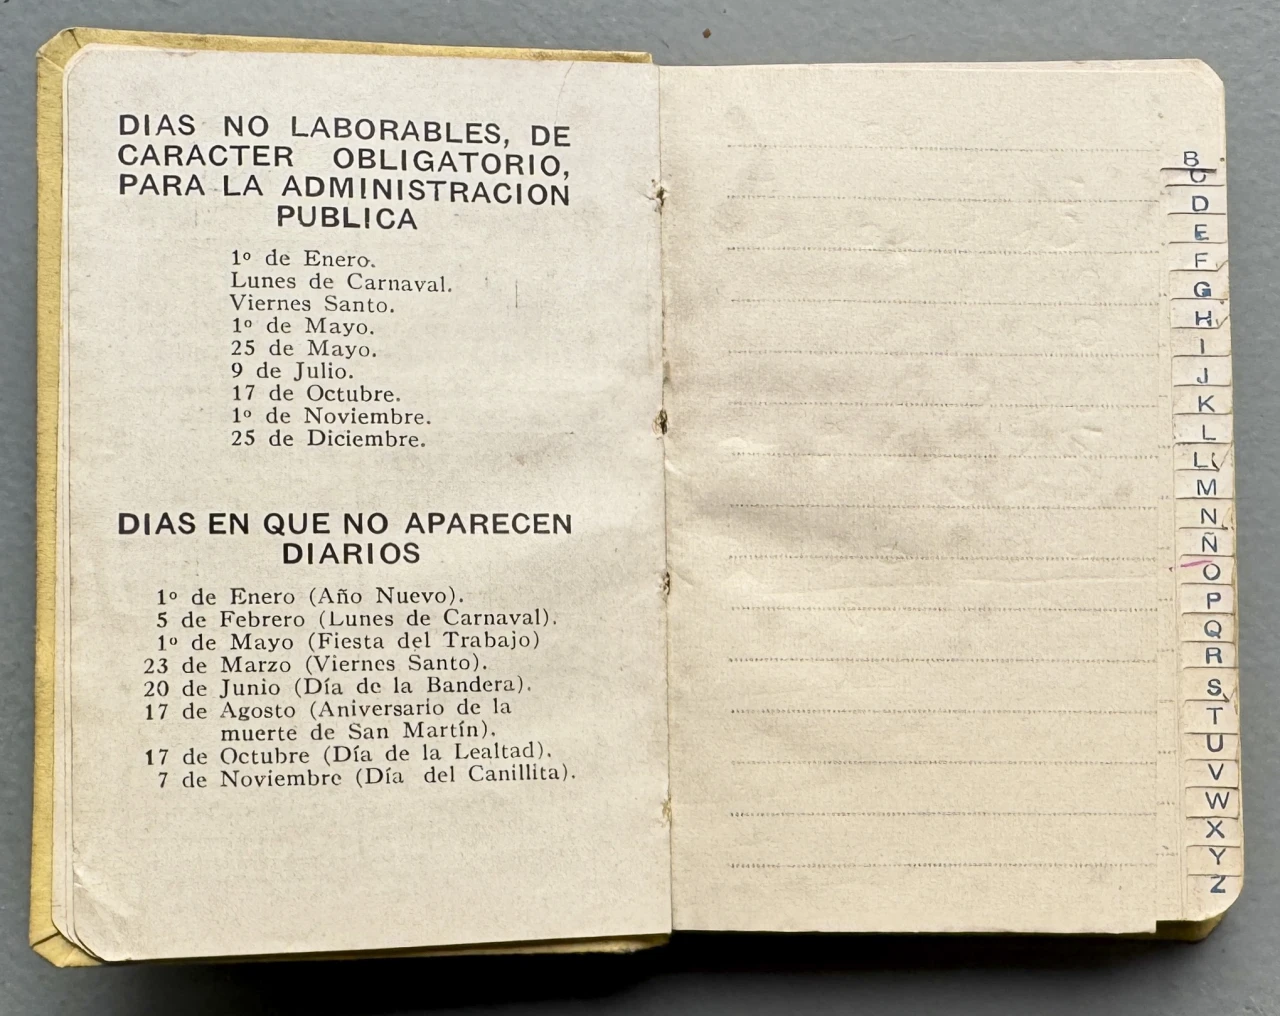 DIAS NO LABORABLES, DE
CARACTER OBLIGATORIO,
PARA LA ADMINISTRACION
PUBLICA
1º de Enero.
Lunes de Carnaval.
Viernes Santo.
1º de Mayo.
25 de Mayo.
9 de Julio.
17 de Octubre.
1º de Noviembre.
25 de Diciembre.
DIAS EN QUE NO APARECEN
DIARIOS
1º de Enero (Año Nuevo).
5 de Febrero (Lunes de Carnaval).
1º de Mayo (Fiesta del Trabajo)
23 de Marzo (Viernes Santo).
20 de Junio (Día de la Bandera).
17 de Agosto (Aniversario de la
muerte de San Martín).
17 de Octubre (Día de la Lealtad).
7 de Noviembre (Día del Canillita).
B
C
D
E
F
G
H
I
J
K
L
LL
M
N
Ñ
O
P
Q
R
S
T
U
V
W
X
Y
Z